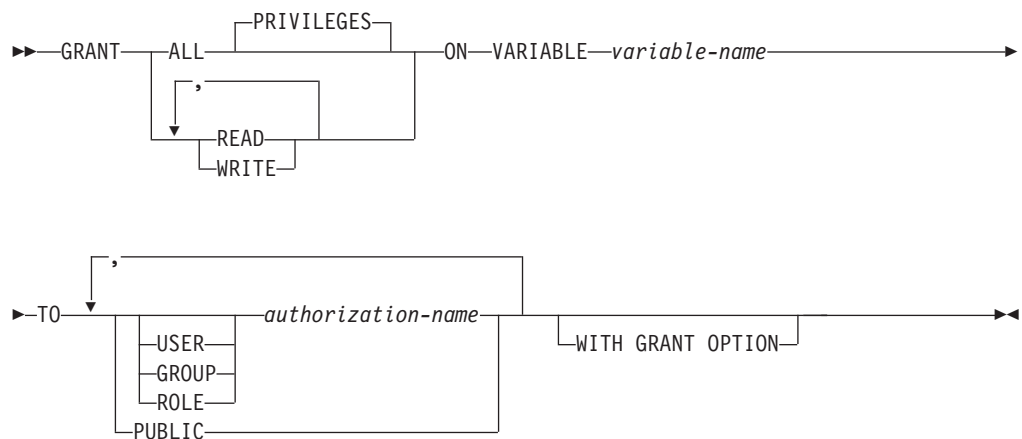 PRIVILEGES
GRANT ALL ON VARIABLE variable-name
,
READ
WRITE
,
TO authorization-name
USER WITH GRANT OPTION
GROUP
ROLE
PUBLIC